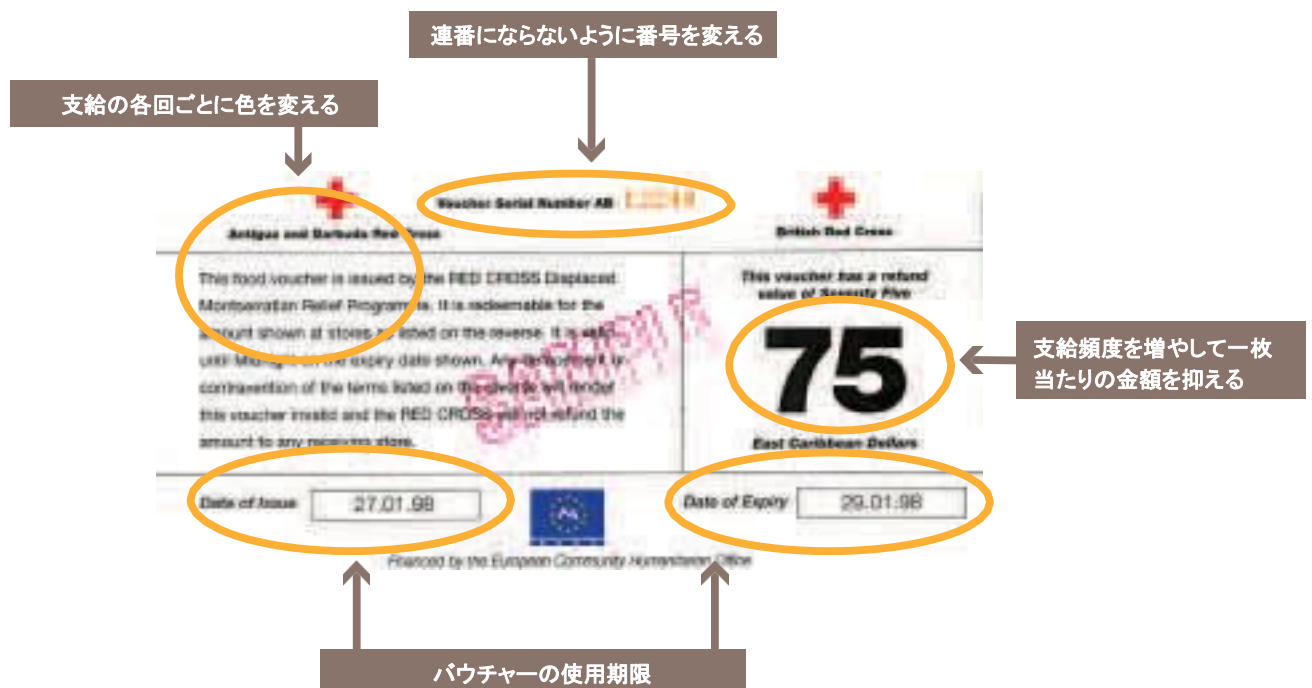 連番にならないように番号を変える
支給の各回ごとに色を変える
Voucher Serial Number AB
Antigua and Barbuda Red Cross
British Red Cross
This food voucher is issued by the RED CROSS Displaced
Montserratian Relief Programme. It is redeemable for the
amount shown at stores as listed on the reverse. It is valid
until Midnight on the expiry date shown. Any
contravention of the terms listed on the reverse will render
this voucher invalid and the RED CROSS will not refund the
amount to any receiving store.
This voucher has a refund
value of Seventy Five
75
East Caribbean Dollars
支給頻度を増やして一枚
当たりの金額を抑える
Date of Issue 27.01.98
Date of Expiry 29.01.98
Financed by the European Community Humanitarian Office
バウチャーの使用期限